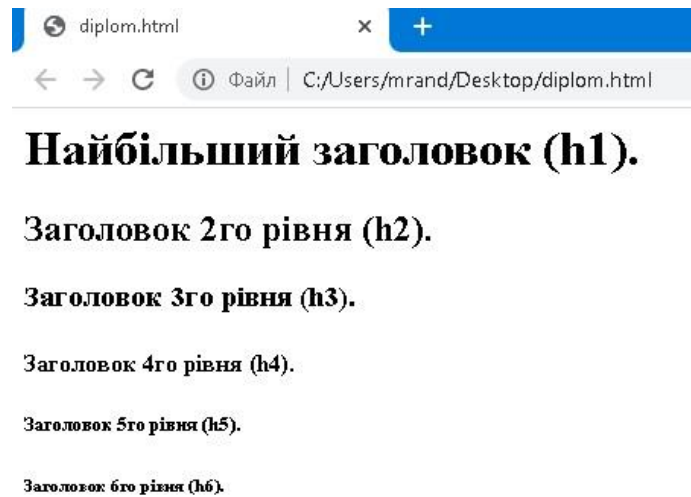 diplom.html
Файл C:/Users/mrand/Desktop/diplom.html
Найбільший заголовок (h1).
Заголовок 2го рівня (h2).
Заголовок 3го рівня (h3).
Заголовок 4го рівня (h4).
Заголовок 5го рівня (h5).
Заголовок 6го рівня (h6).